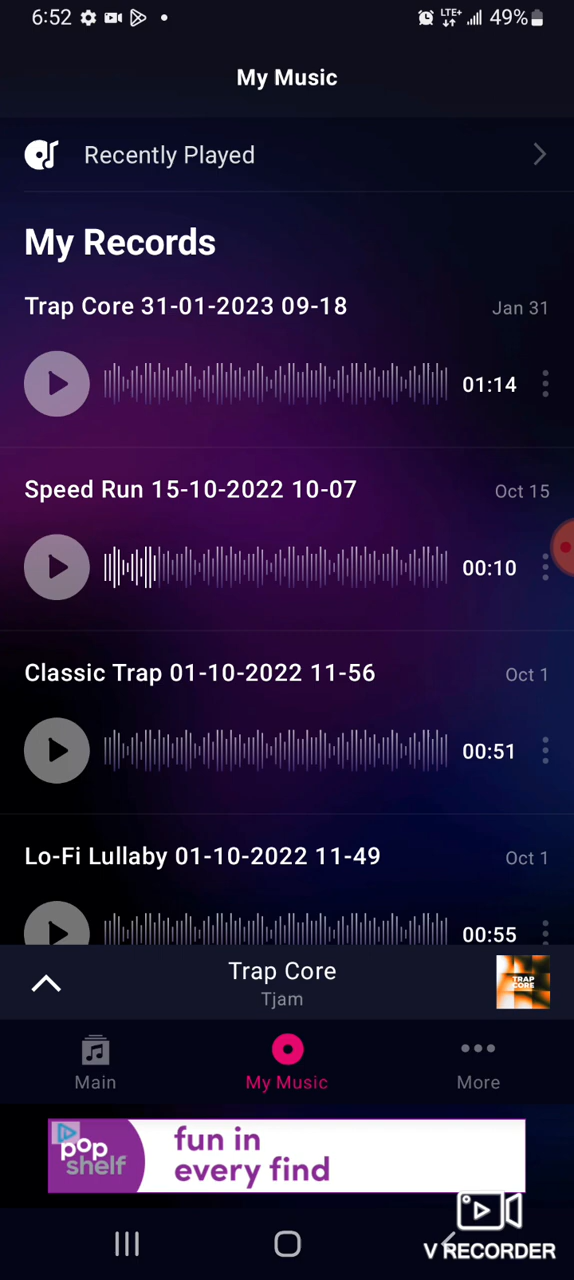 6:52 LTE+ 49%
My Music
Recently Played
My Records
Trap Core 31-01-2023 09-18 Jan 31
01:14
Speed Run 15-10-2022 10-07 Oct 15
00:10
Classic Trap 01-10-2022 11-56 Oct 1
00:51
Lo-Fi Lullaby 01-10-2022 11-49 Oct 1
00:55
Trap Core
Tjam
TRAP
CORE
Main My Music More
pop
shelf
fun in
every find
V RECORDER